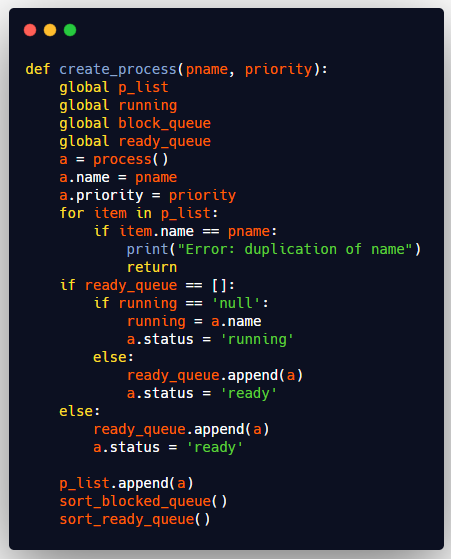 def create_process(pname, priority):
    global p_list
    global running
    global block_queue
    global ready_queue
    a = process()
    a.name = pname
    a.priority = priority
    for item in p_list:
        if item.name == pname:
            print("Error: duplication of name")
            return
    if ready_queue == []:
        if running == 'null':
            running = a.name
            a.status = 'running'
        else:
            ready_queue.append(a)
            a.status = 'ready'
    else:
        ready_queue.append(a)
        a.status = 'ready'

    p_list.append(a)
    sort_blocked_queue()
    sort_ready_queue()